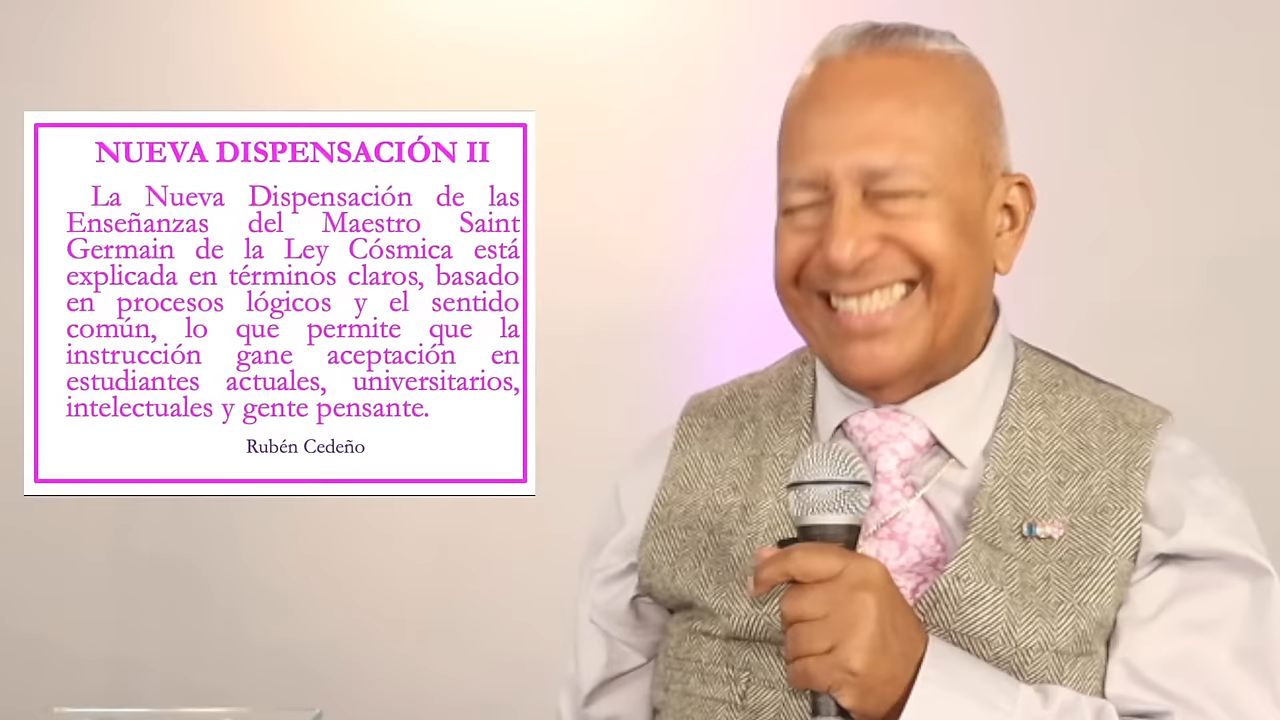 NUEVA DISPENSACIÓN II
La Nueva Dispensación de las
Enseñanzas del Maestro Saint
Germain de la Ley Cósmica está
explicada en términos claros, basado
en procesos lógicos y el sentido
común, lo que permite que la
instrucción gane aceptación en
estudiantes actuales, universitarios,
intelectuales y gente pensante.
Rubén Cedeño